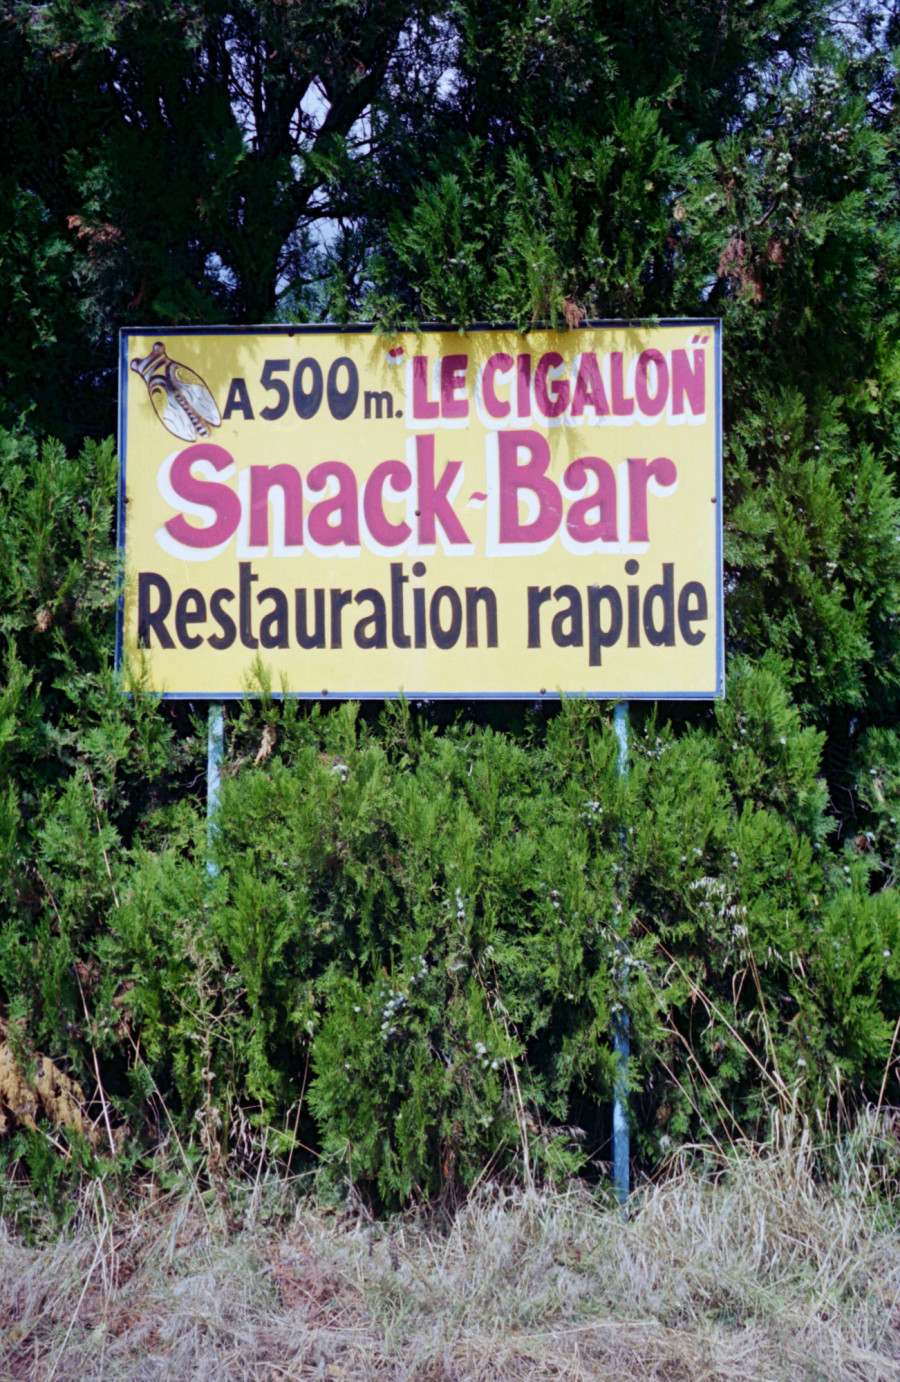 A 500 m. "LE CIGALON"
Snack-Bar
Restauration rapide